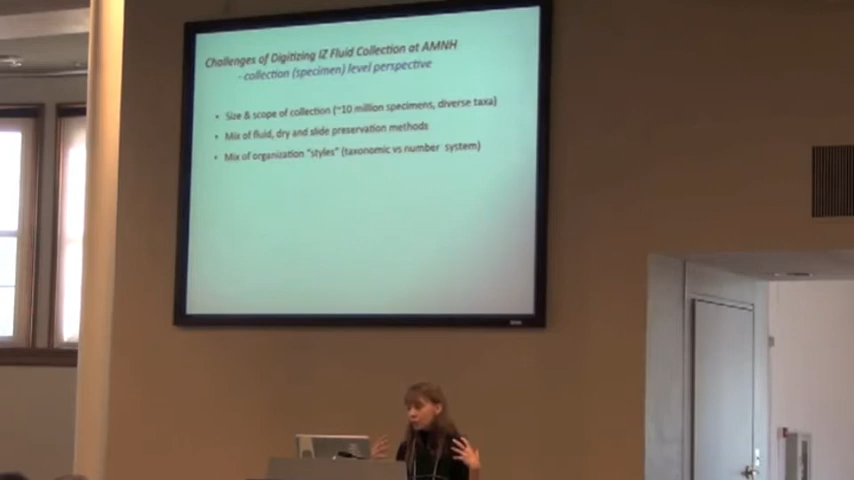 Challenges of Digitizing IZ Fluid Collection at AMNH
- collection (specimen) level perspective
• Size & scope of collection (~10 million specimens, diverse taxa)
• Mix of fluid, dry and slide preservation methods
• Mix of organization "styles" (taxonomic vs number system)